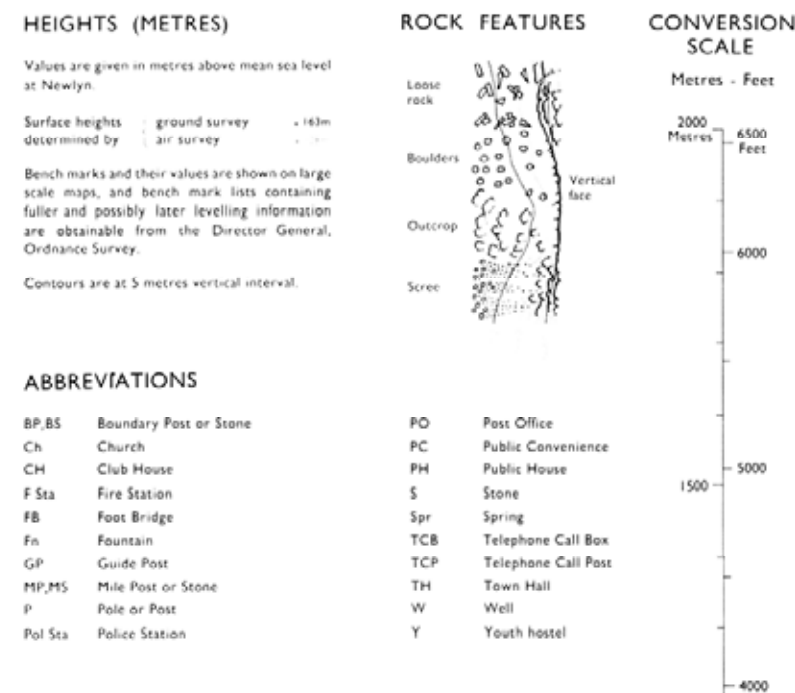 HEIGHTS (METRES)
Values are given in metres above mean sea level
at Newlyn.
Surface heights ground survey . 163m
determined by air survey .
Bench marks and their values are shown on large
scale maps, and bench mark lists containing
fuller and possibly later levelling information
are obtainable from the Director General,
Ordnance Survey.
Contours are at 5 metres vertical interval.
ROCK FEATURES
Loose
rock
Boulders
Outcrop
Scree
Vertical
face
CONVERSION
SCALE
Metres - Feet
2000
Metres
6500
Feet
6000
5000
1500
4000
ABBREVIATIONS
BP,BS Boundary Post or Stone
Ch Church
CH Club House
F Sta Fire Station
FB Foot Bridge
Fn Fountain
GP Guide Post
MP,MS Mile Post or Stone
P Pole or Post
Pol Sta Police Station
PO Post Office
PC Public Convenience
PH Public House
S Stone
Spr Spring
TCB Telephone Call Box
TCP Telephone Call Post
TH Town Hall
W Well
Y Youth hostel